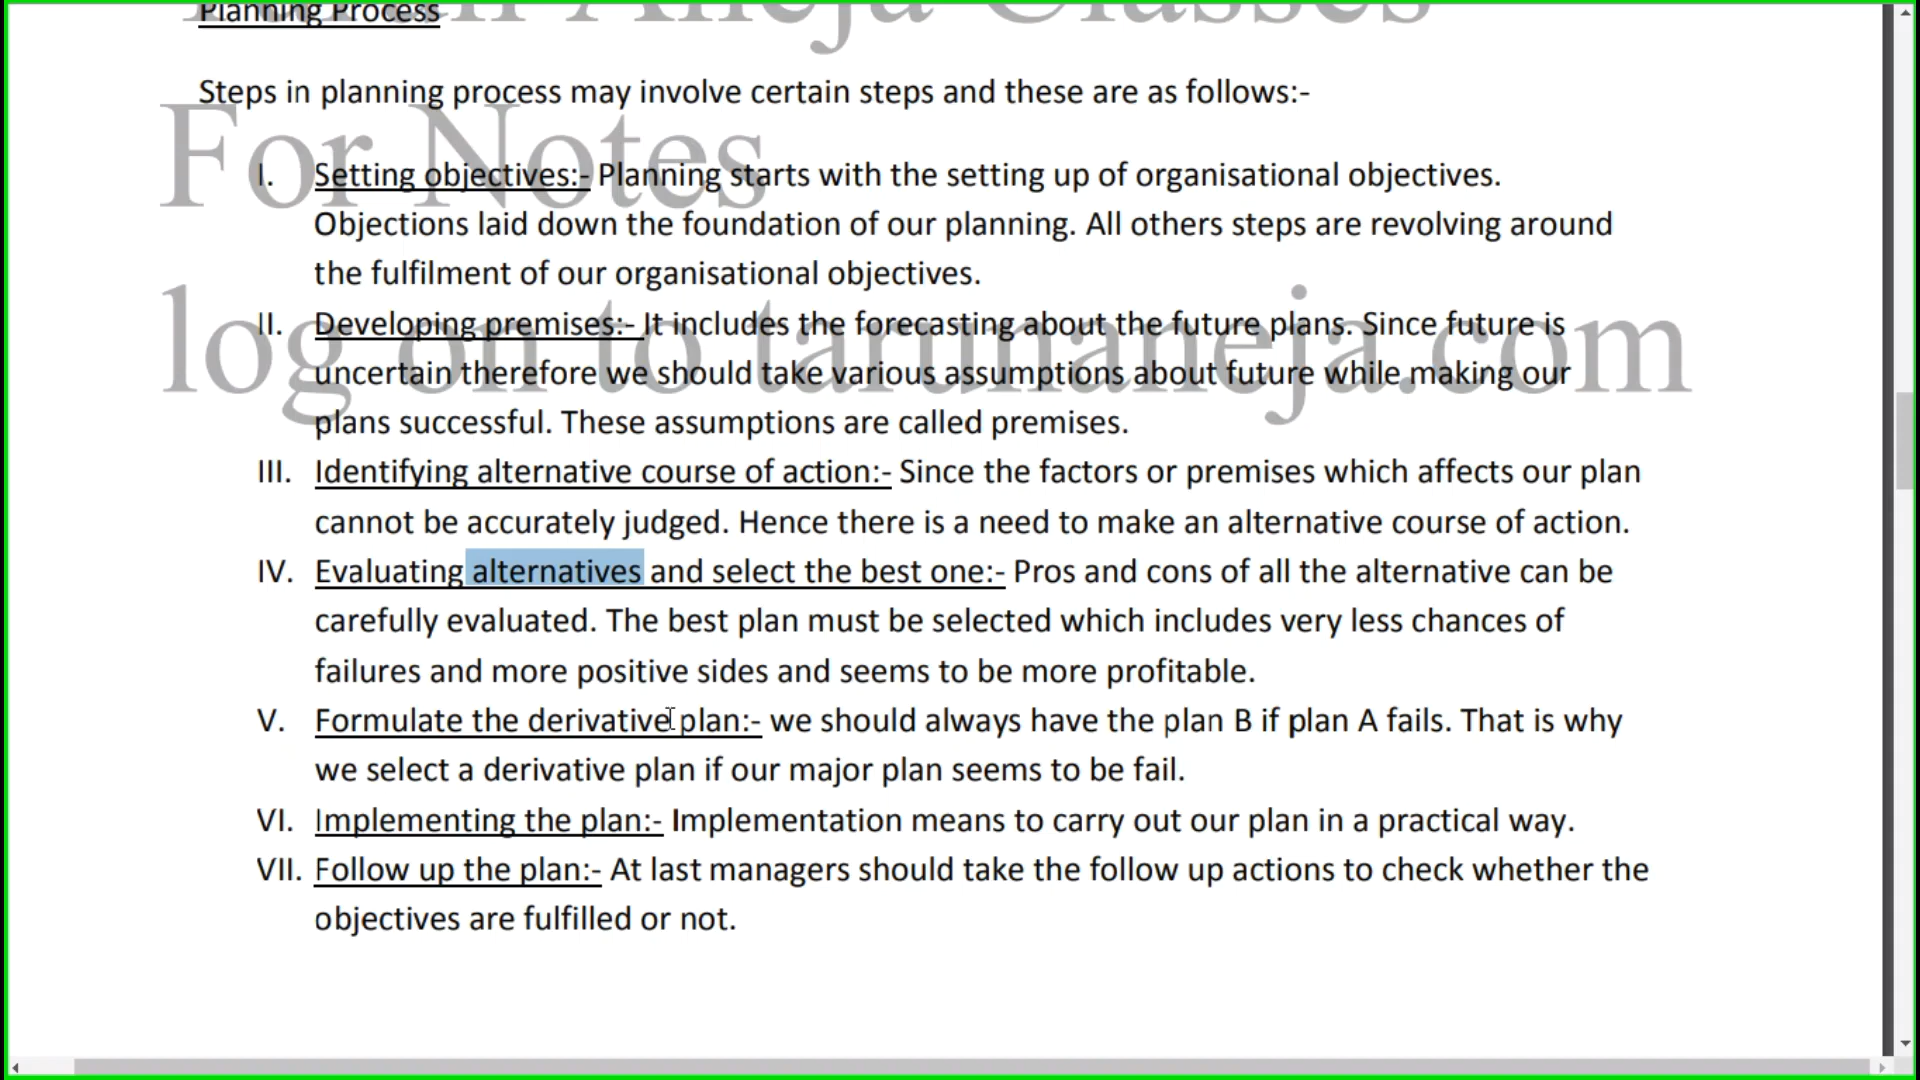 Planning Process
Aneja Classes
Steps in planning process may involve certain steps and these are as follows:-
For Notes
I. Setting objectives:- Planning starts with the setting up of organisational objectives.
Objections laid down the foundation of our planning. All others steps are revolving around
the fulfilment of our organisational objectives.
log on to tarunaneja.com
II. Developing premises:- It includes the forecasting about the future plans. Since future is
uncertain therefore we should take various assumptions about future while making our
plans successful. These assumptions are called premises.
III. Identifying alternative course of action:- Since the factors or premises which affects our plan
cannot be accurately judged. Hence there is a need to make an alternative course of action.
IV. Evaluating alternatives and select the best one:- Pros and cons of all the alternative can be
carefully evaluated. The best plan must be selected which includes very less chances of
failures and more positive sides and seems to be more profitable.
V. Formulate the derivative plan:- we should always have the plan B if plan A fails. That is why
we select a derivative plan if our major plan seems to be fail.
VI. Implementing the plan:- Implementation means to carry out our plan in a practical way.
VII. Follow up the plan:- At last managers should take the follow up actions to check whether the
objectives are fulfilled or not.